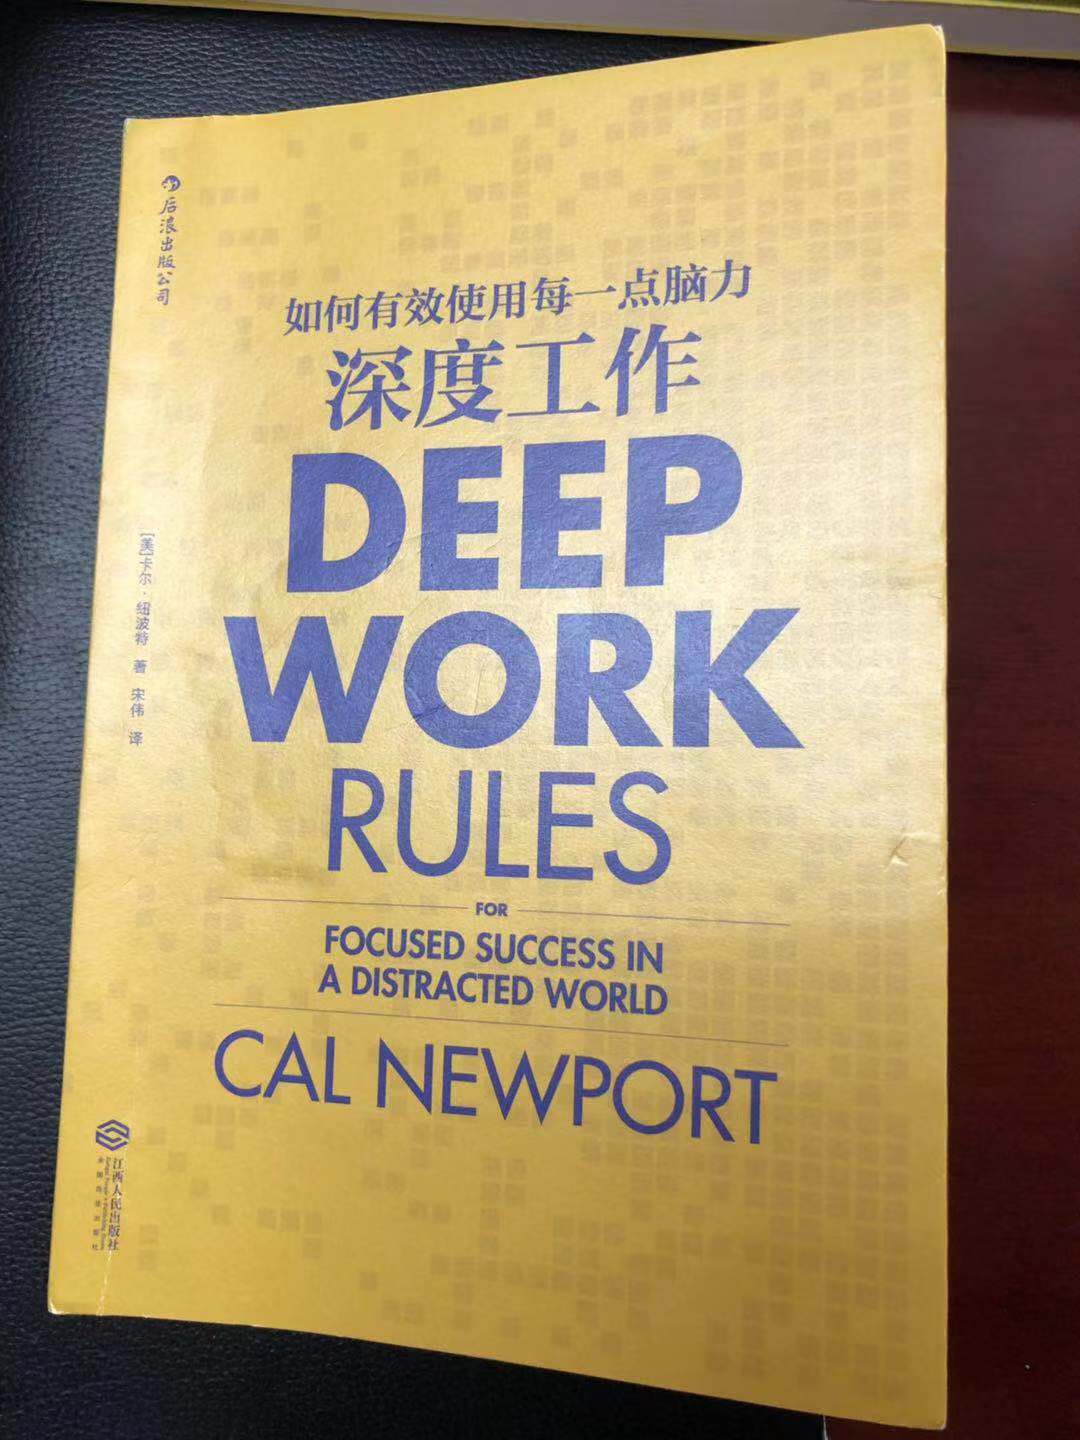 后浪出版公司
如何有效使用每一点脑力
深度工作
DEEP
WORK
RULES
FOR
FOCUSED SUCCESS IN
A DISTRACTED WORLD
CAL NEWPORT
[美]卡尔·纽波特 著 宋伟 译
江西人民出版社